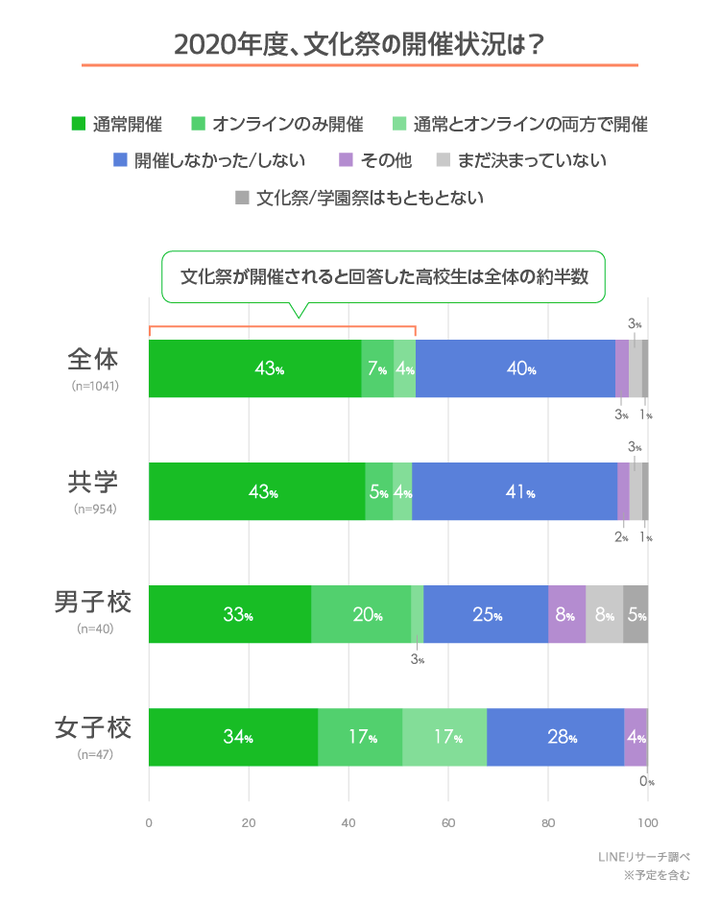 2020年度、文化祭の開催状況は？
通常開催 オンラインのみ開催 通常とオンラインの両方で開催
開催しなかった/しない その他 まだ決まっていない
文化祭/学園祭はもともとない
文化祭が開催されると回答した高校生は全体の約半数
3%
全体
(n=1041)
43% 7% 4% 40%
3% 1%
3%
共学
(n=954)
43% 5% 4% 41%
2% 1%
男子校
(n=40)
33% 20% 25% 8% 8% 5%
3%
女子校
(n=47)
34% 17% 17% 28% 4%
0%
0 20 40 60 80 100
LINEリサーチ調べ
※予定を含む